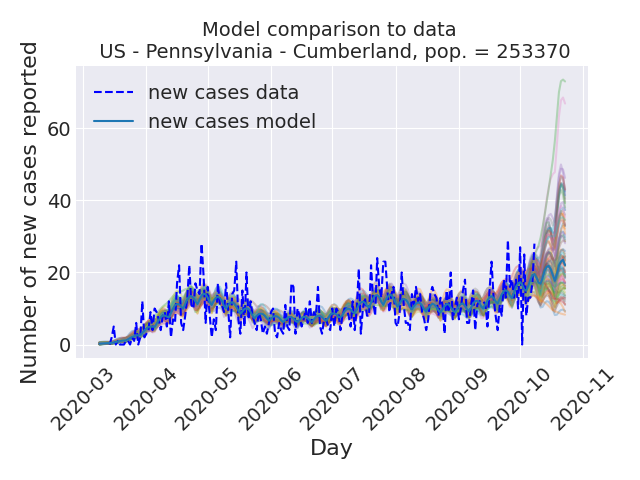 Model comparison to data
US - Pennsylvania - Cumberland, pop. = 253370
Number of new cases reported
new cases data
new cases model
60
40
20
0
2020-03
2020-04
2020-05
2020-06
2020-07
2020-08
2020-09
2020-10
2020-11
Day